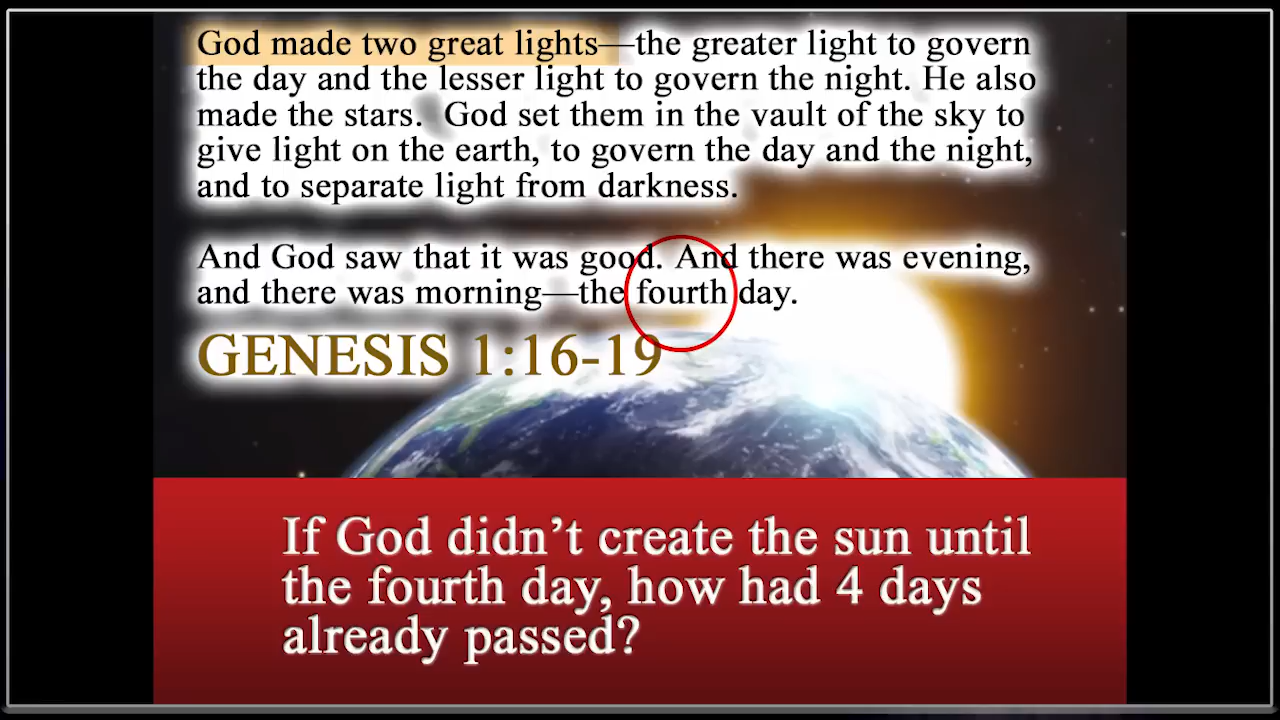 God made two great lights—the greater light to govern
the day and the lesser light to govern the night. He also
made the stars.  God set them in the vault of the sky to
give light on the earth, to govern the day and the night,
and to separate light from darkness.
And God saw that it was good. And there was evening,
and there was morning—the fourth day.
GENESIS 1:16-19
If God didn’t create the sun until
the fourth day, how had 4 days
already passed?